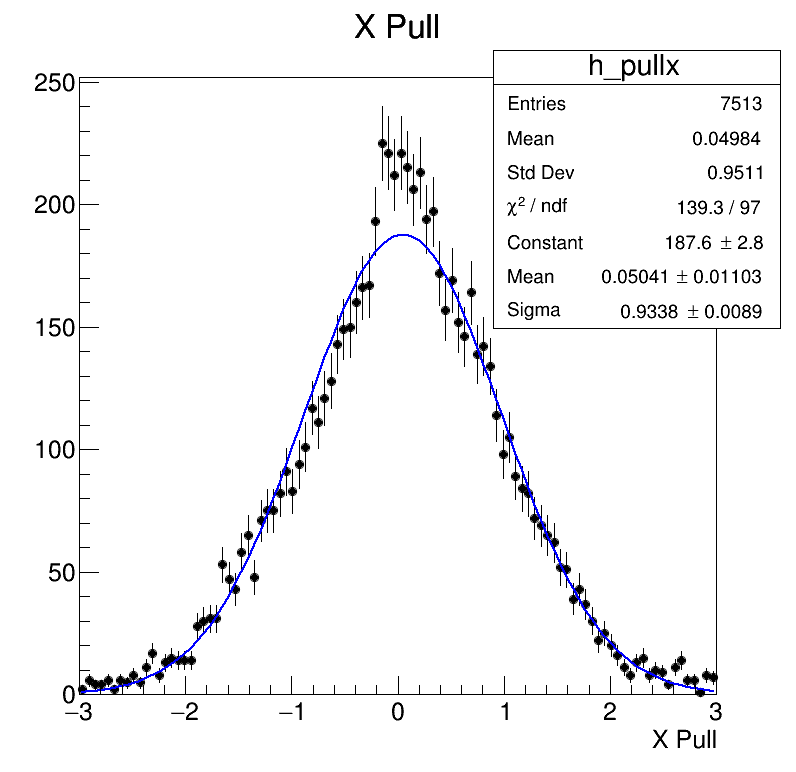 X Pull
h_pullx
Entries 7513
Mean 0.04984
Std Dev 0.9511
χ² / ndf 139.3 / 97
Constant 187.6 ± 2.8
Mean 0.05041 ± 0.01103
Sigma 0.9338 ± 0.0089
250
200
150
100
50
0
−3 −2 −1 0 1 2 3
X Pull